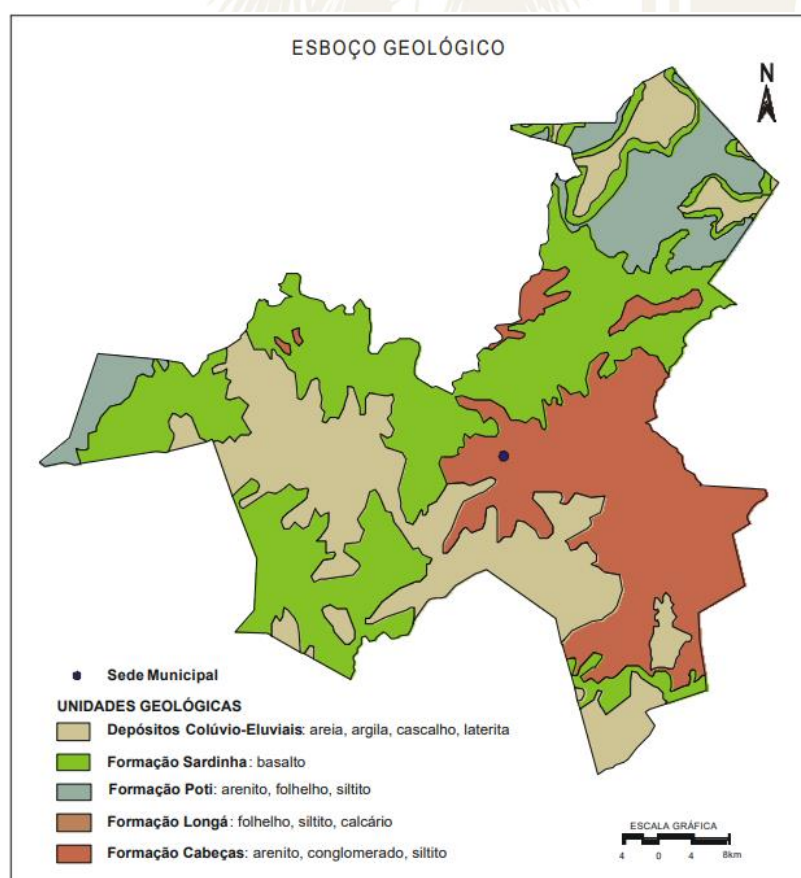 ESBOÇO GEOLÓGICO
N
Sede Municipal
UNIDADES GEOLÓGICAS
Depósitos Colúvio-Eluviais: areia, argila, cascalho, laterita
Formação Sardinha: basalto
Formação Poti: arenito, folhelho, siltito
Formação Longá: folhelho, siltito, calcário
Formação Cabeças: arenito, conglomerado, siltito
ESCALA GRÁFICA
4 0 4 8km